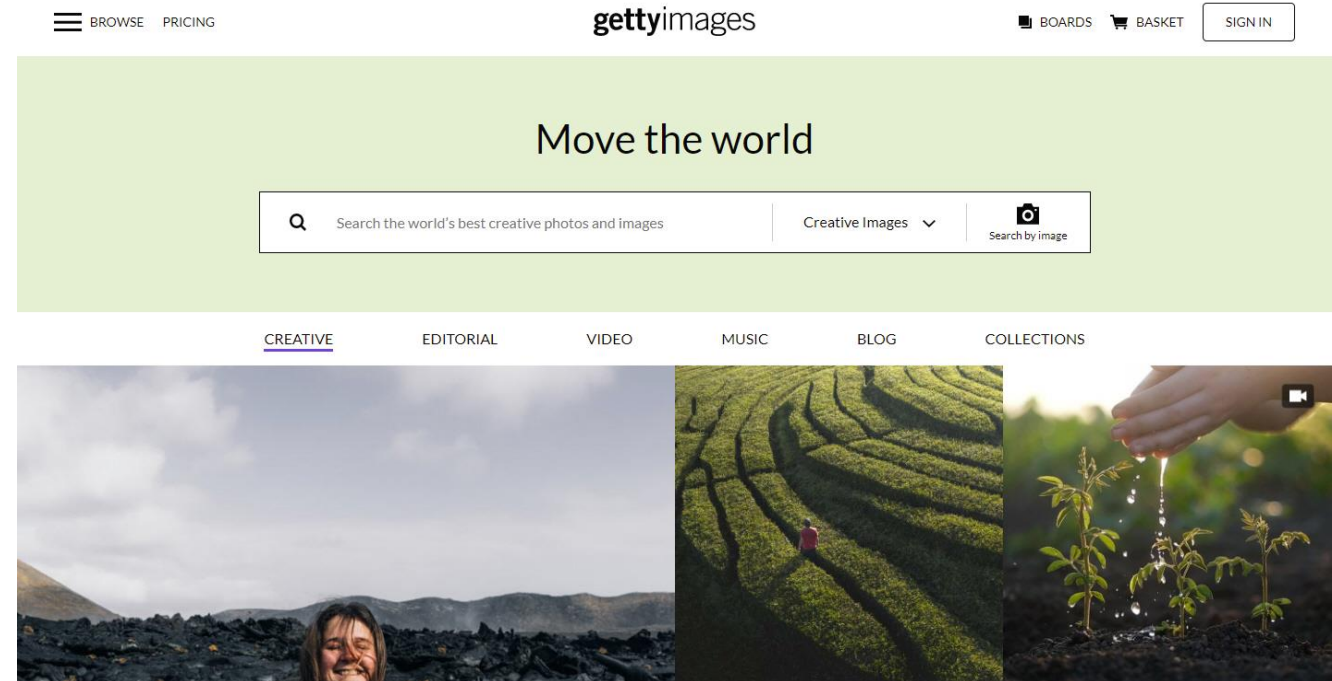 BROWSE PRICING
gettyimages
BOARDS BASKET SIGN IN
Move the world
Search the world's best creative photos and images
Creative Images
Search by image
CREATIVE EDITORIAL VIDEO MUSIC BLOG COLLECTIONS